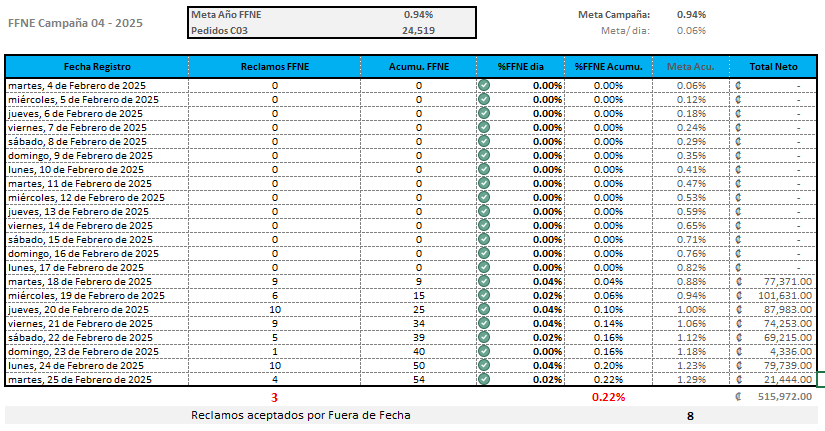 FFNE Campaña 04 - 2025
Meta Año FFNE 0.94% Meta Campaña: 0.94%
Pedidos C03 24,519 Meta/ dia: 0.06%
Fecha Registro Reclamos FFNE Acumu. FFNE %FFNE dia %FFNE Acumu. Meta Acu. Total Neto
martes, 4 de Febrero de 2025 0 0 0.00% 0.00% 0.06% ₡ -
miércoles, 5 de Febrero de 2025 0 0 0.00% 0.00% 0.12% ₡ -
jueves, 6 de Febrero de 2025 0 0 0.00% 0.00% 0.18% ₡ -
viernes, 7 de Febrero de 2025 0 0 0.00% 0.00% 0.24% ₡ -
sábado, 8 de Febrero de 2025 0 0 0.00% 0.00% 0.29% ₡ -
domingo, 9 de Febrero de 2025 0 0 0.00% 0.00% 0.35% ₡ -
lunes, 10 de Febrero de 2025 0 0 0.00% 0.00% 0.41% ₡ -
martes, 11 de Febrero de 2025 0 0 0.00% 0.00% 0.47% ₡ -
miércoles, 12 de Febrero de 2025 0 0 0.00% 0.00% 0.53% ₡ -
jueves, 13 de Febrero de 2025 0 0 0.00% 0.00% 0.59% ₡ -
viernes, 14 de Febrero de 2025 0 0 0.00% 0.00% 0.65% ₡ -
sábado, 15 de Febrero de 2025 0 0 0.00% 0.00% 0.71% ₡ -
domingo, 16 de Febrero de 2025 0 0 0.00% 0.00% 0.76% ₡ -
lunes, 17 de Febrero de 2025 0 0 0.00% 0.00% 0.82% ₡ -
martes, 18 de Febrero de 2025 9 9 0.04% 0.04% 0.88% ₡ 77,371.00
miércoles, 19 de Febrero de 2025 6 15 0.02% 0.06% 0.94% ₡ 101,631.00
jueves, 20 de Febrero de 2025 10 25 0.04% 0.10% 1.00% ₡ 87,983.00
viernes, 21 de Febrero de 2025 9 34 0.04% 0.14% 1.06% ₡ 74,253.00
sábado, 22 de Febrero de 2025 5 39 0.02% 0.16% 1.12% ₡ 69,215.00
domingo, 23 de Febrero de 2025 1 40 0.00% 0.16% 1.18% ₡ 4,336.00
lunes, 24 de Febrero de 2025 10 50 0.04% 0.20% 1.23% ₡ 79,739.00
martes, 25 de Febrero de 2025 4 54 0.02% 0.22% 1.29% ₡ 21,444.00
3 0.22% ₡ 515,972.00
Reclamos aceptados por Fuera de Fecha 8